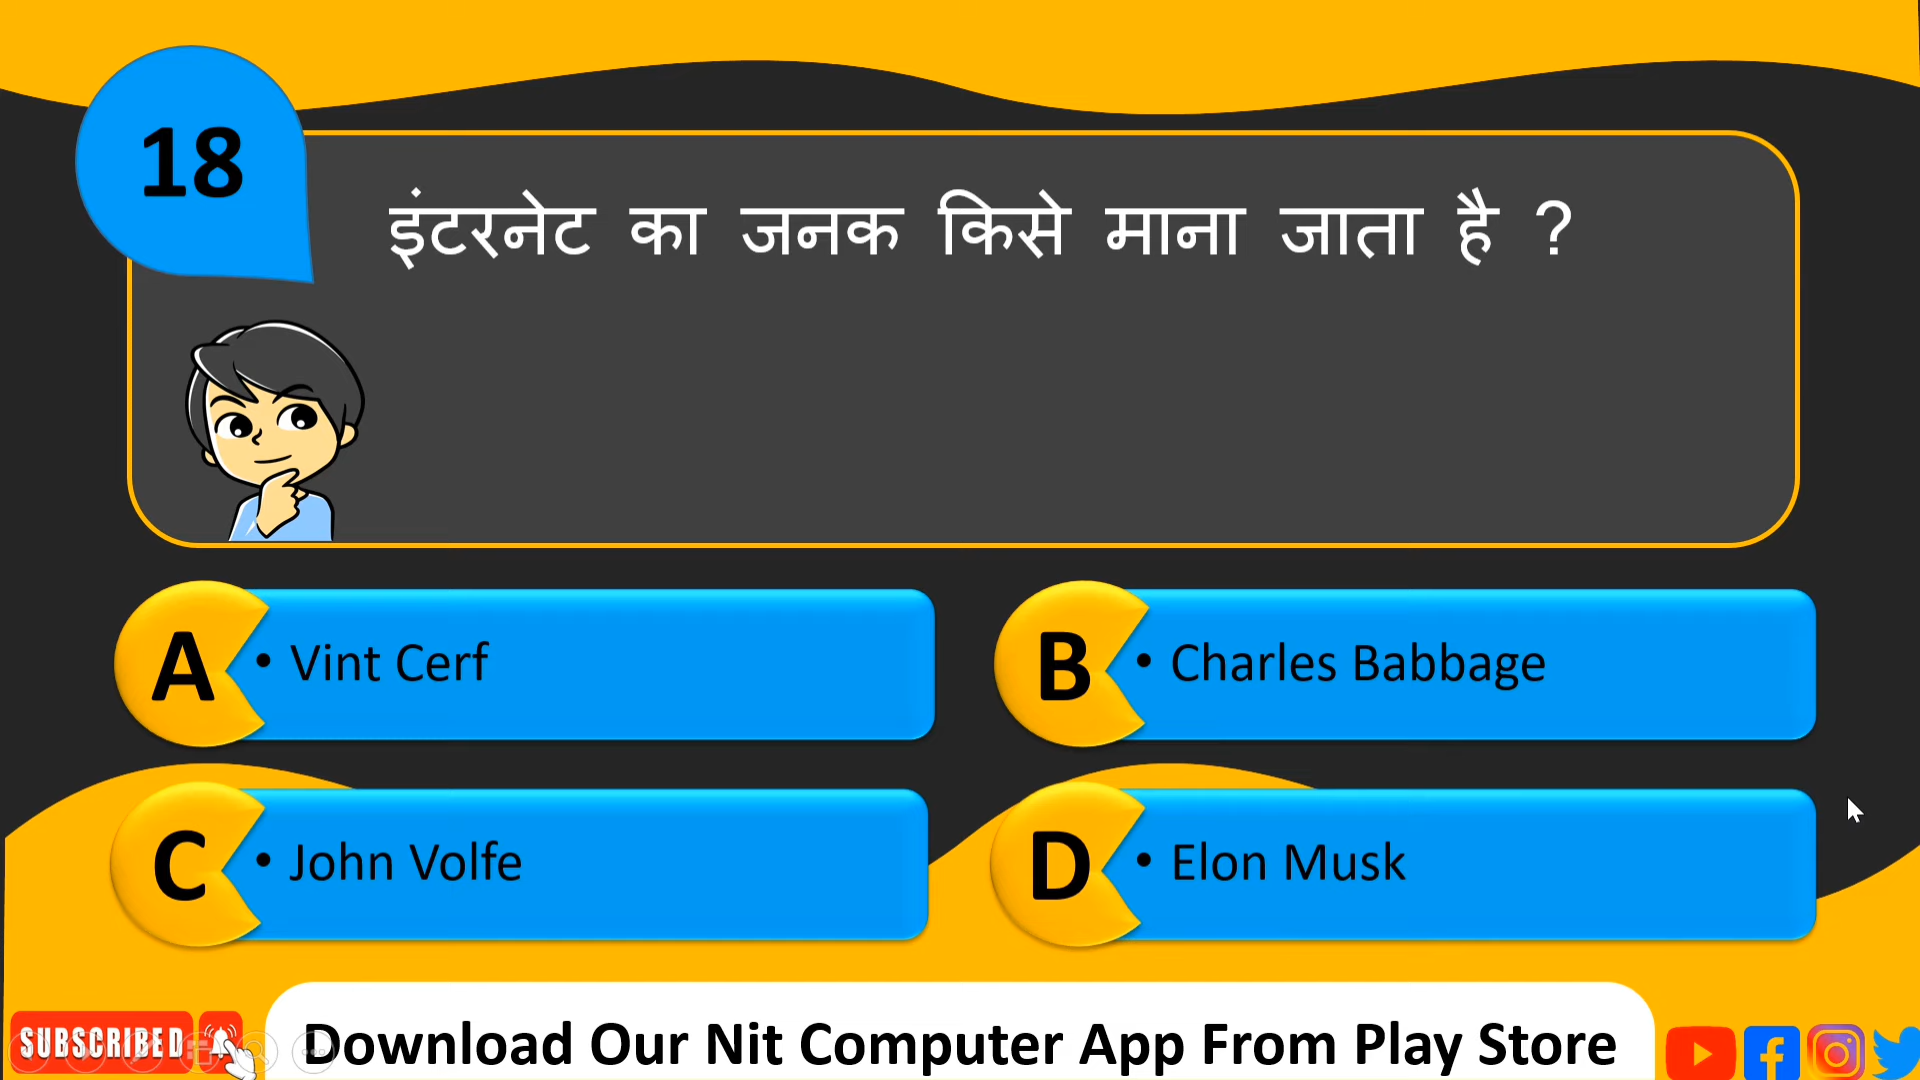 18
इंटरनेट का जनक किसे माना जाता है ?
A • Vint Cerf
B • Charles Babbage
C • John Volfe
D • Elon Musk
SUBSCRIBED
Download Our Nit Computer App From Play Store